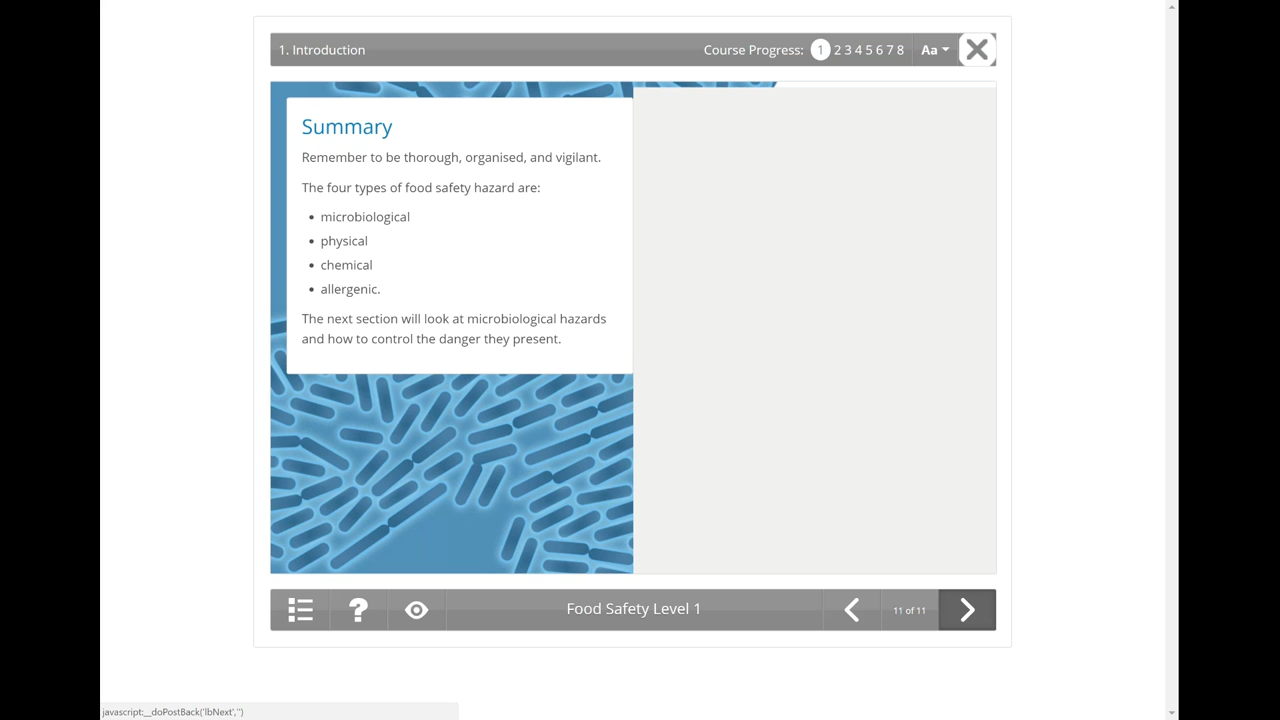 1. Introduction
Course Progress: 1 2 3 4 5 6 7 8 Aa
Summary
Remember to be thorough, organised, and vigilant.
The four types of food safety hazard are:
• microbiological
• physical
• chemical
• allergenic.
The next section will look at microbiological hazards
and how to control the danger they present.
? Food Safety Level 1 11 of 11
javascript:__doPostBack('lbNext','')